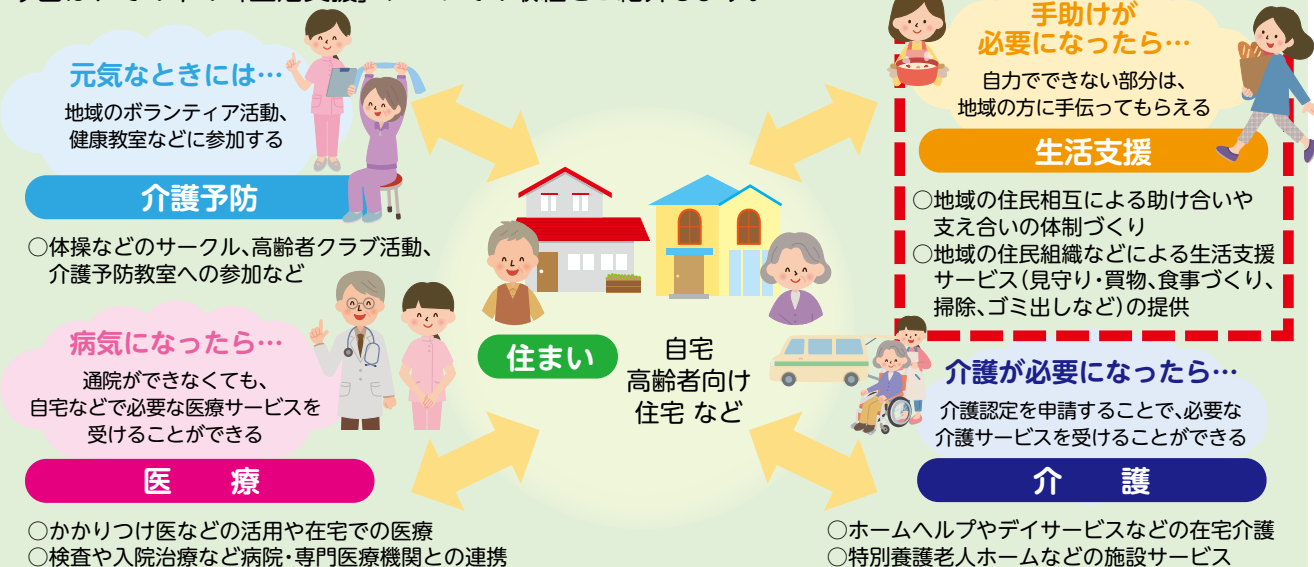 元気なときには…
地域のボランティア活動、
健康教室などに参加する
介護予防
○体操などのサークル、高齢者クラブ活動、
介護予防教室への参加など
手助けが
必要になったら…
自力でできない部分は、
地域の方に手伝ってもらえる
生活支援
○地域の住民相互による助け合いや
支え合いの体制づくり
○地域の住民組織などによる生活支援
サービス(見守り・買物、食事づくり、
掃除、ゴミ出しなど)の提供
住まい
自宅
高齢者向け
住宅 など
病気になったら…
通院ができなくても、
自宅などで必要な医療サービスを
受けることができる
医 療
○かかりつけ医などの活用や在宅での医療
○検査や入院治療など病院・専門医療機関との連携
介護が必要になったら…
介護認定を申請することで、必要な
介護サービスを受けることができる
介 護
○ホームヘルプやデイサービスなどの在宅介護
○特別養護老人ホームなどの施設サービス